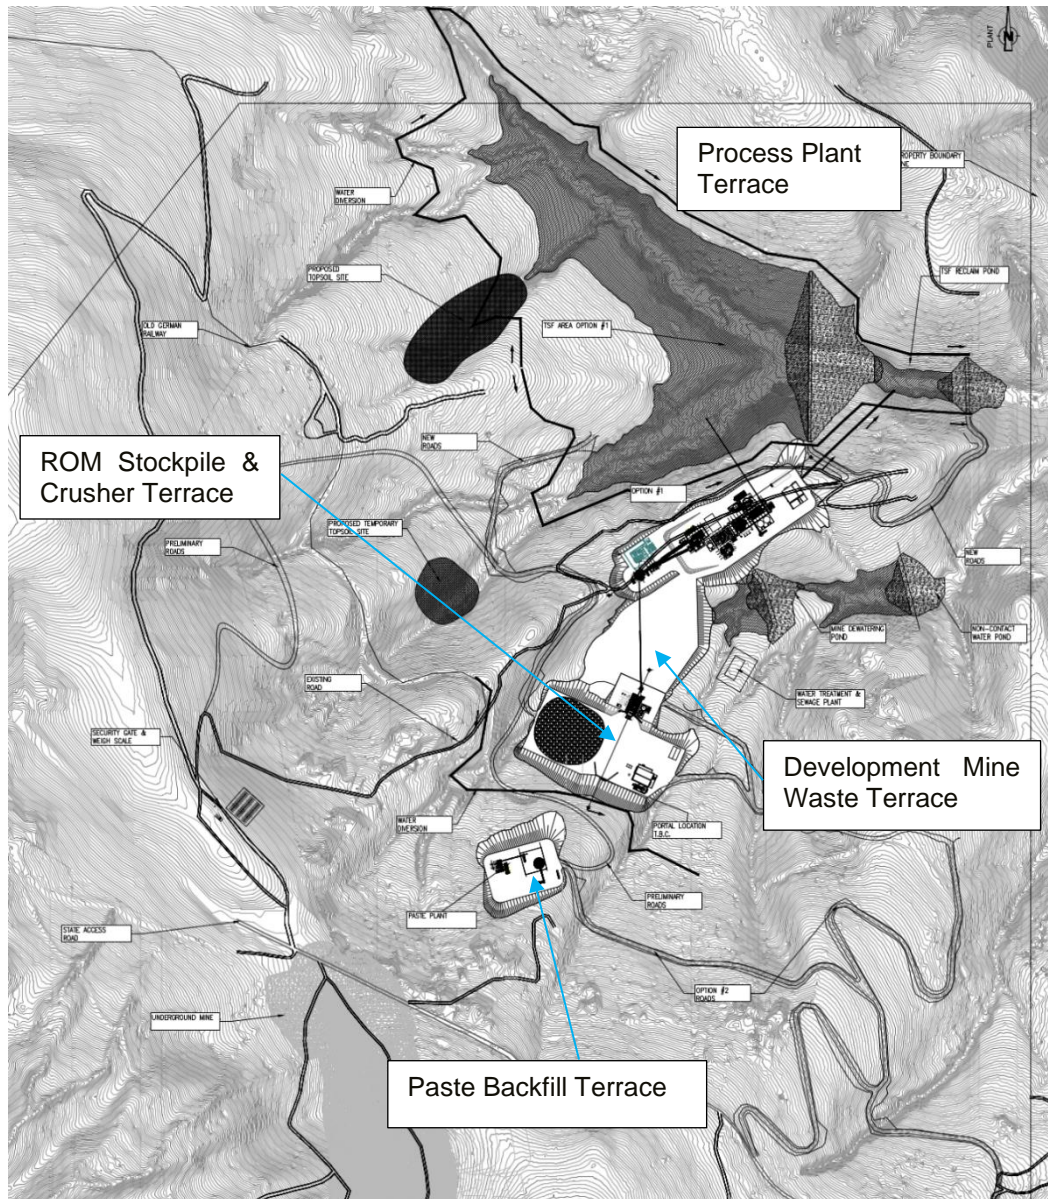 PLANT
N
Process Plant
Terrace
PROPERTY BOUNDARY
WATER
DIVERSION
PROPOSED
TOPSOIL SITE
TSF RECLAIM POND
OLD GERMAN
RAILWAY
TSF AREA OPTION #1
NEW
ROADS
ROM Stockpile &
Crusher Terrace
OPTION #1
PROPOSED TEMPORARY
TOPSOIL SITE
PRELIMINARY
ROADS
NEW
ROADS
MINE DEWATERING
POND
NON-CONTACT
WATER POND
EXISTING
ROAD
WATER TREATMENT &
SEWAGE PLANT
SECURITY GATE &
WEIGH SCALE
Development Mine
Waste Terrace
WATER
DIVERSION
PORTAL LOCATION
T.B.C.
PRELIMINARY
ROADS
PASTE PLANT
STATE ACCESS
ROAD
OPTION #2
ROADS
UNDERGROUND MINE
Paste Backfill Terrace